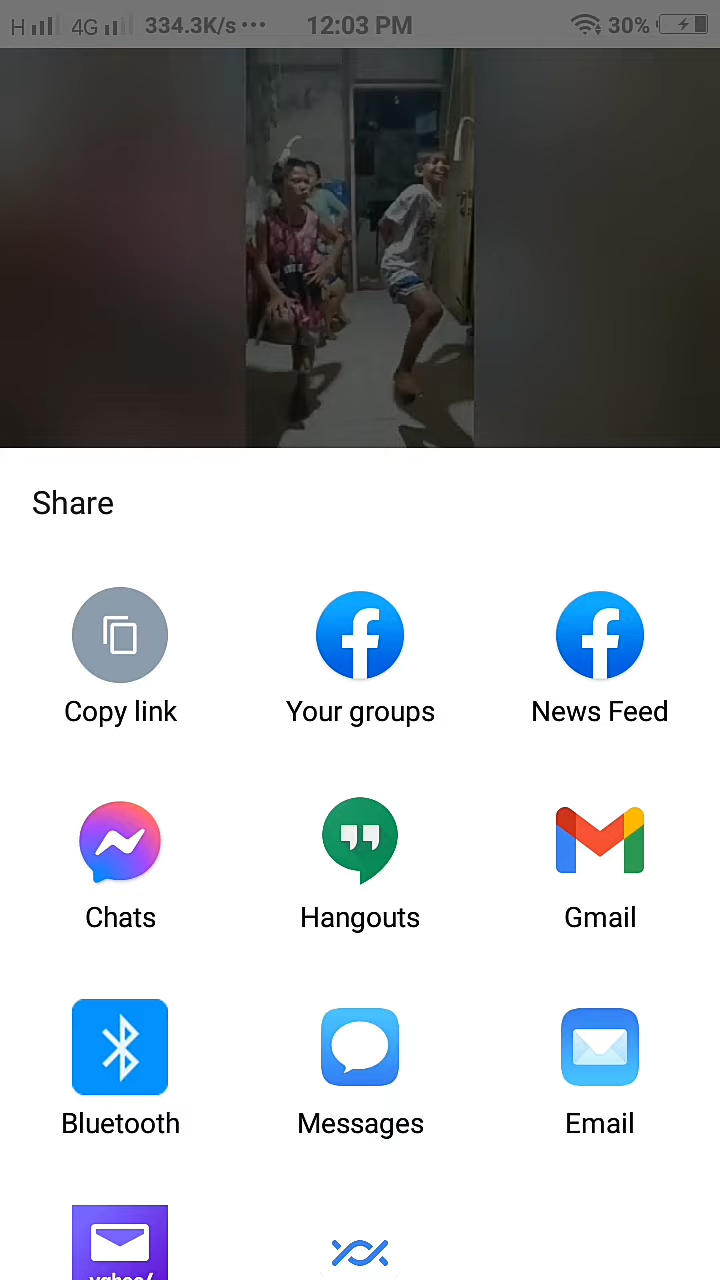 H 4G 334.3K/s ... 12:03 PM 30%
Share
Copy link Your groups News Feed
Chats Hangouts Gmail
Bluetooth Messages Email
yahoo/